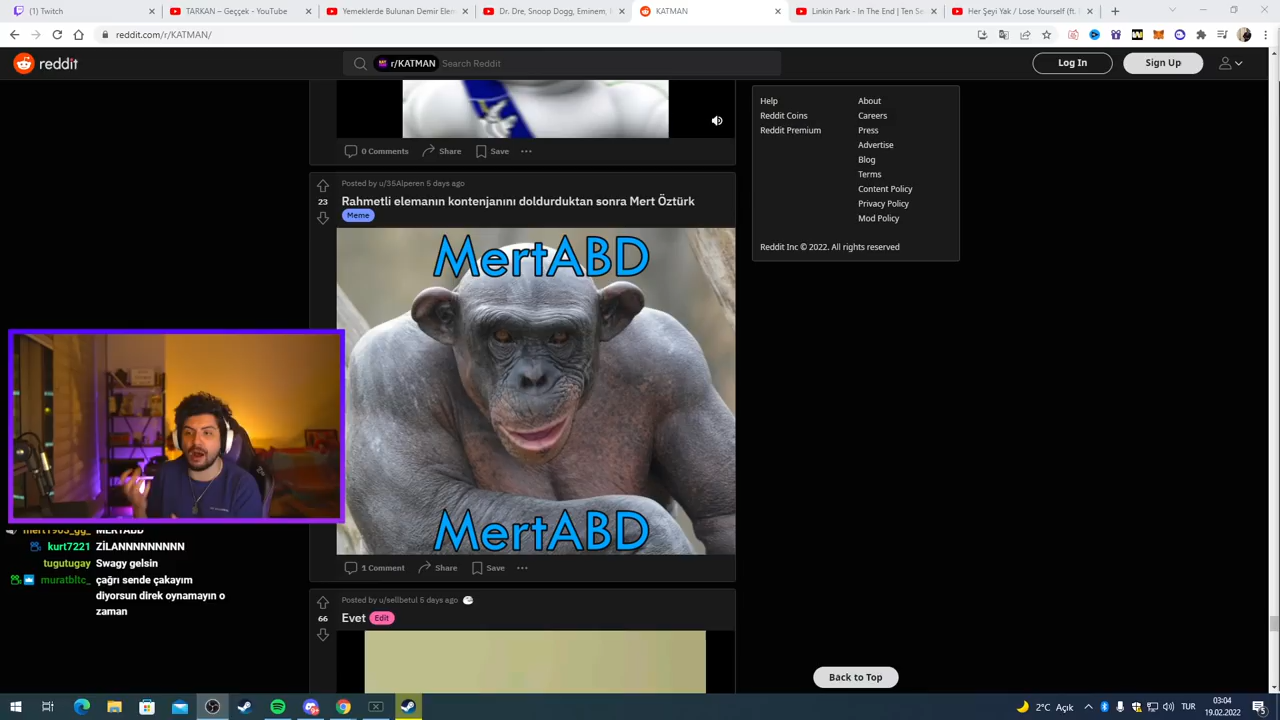 (1) Twitch
TARKAN – Geççek - YouTube
Yemeklerde Bulunan Demir Elem
Dr. Dre, Snoop Dogg, Eminem,
KATMAN
Linkin Park - In The End | Ten Se
Her Şeyi Yak / Lose Yourself (ft.
reddit.com/r/KATMAN/
reddit
r/KATMAN
Search Reddit
Log In
Sign Up
0 Comments
Share
Save
Help
Reddit Coins
Reddit Premium
About
Careers
Press
Advertise
Blog
Terms
Content Policy
Privacy Policy
Mod Policy
Reddit Inc © 2022. All rights reserved
Posted by u/35Alperen 5 days ago
23
Rahmetli elemanın kontenjanını doldurduktan sonra Mert Öztürk
Meme
MertABD
MertABD
mert1905_gg_ MERTABD
kurt7221 ZİLANNNNNNNNN
tugutugay Swagy gelsin
muratbltc_ çağrı sende çakayım
diyorsun direk oynamayın o
zaman
1 Comment
Share
Save
Posted by u/sellbetul 5 days ago
66
Evet
Edit
Back to Top
2°C Açık
TUR
03:04
19.02.2022
5